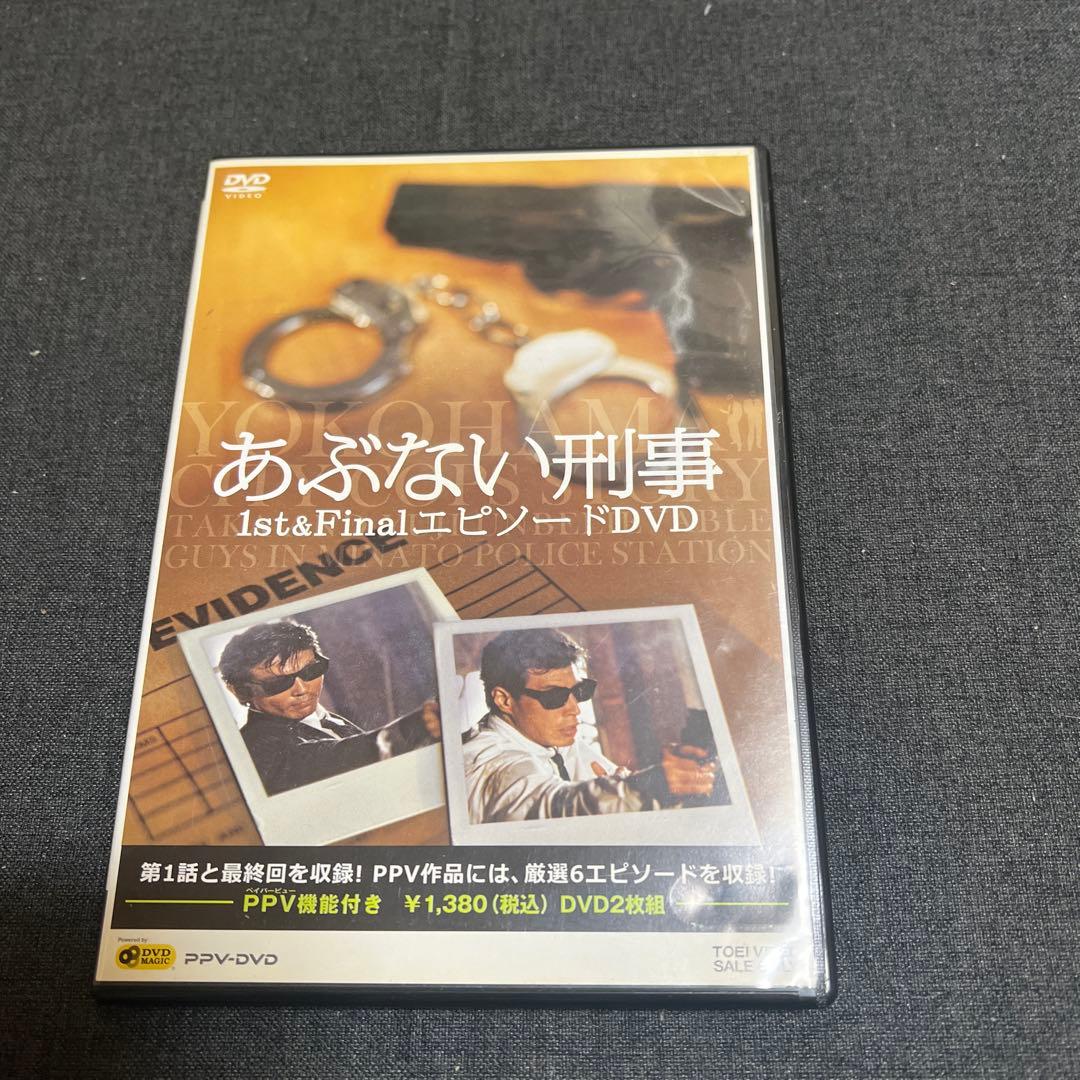 DVD
VIDEO
YOKOHAMA
あぶない刑事
CITY COPS STORY
1st&FinalエピソードDVD
GUYS IN MINATO POLICE STATION
EVIDENCE
第1話と最終回を収録! PPV作品には、厳選6エピソードを収録!
ペイパービュー
PPV機能付き ¥1,380(税込) DVD2枚組
Powered by
DVD
MAGIC
PPV-DVD
TOEI
SALE